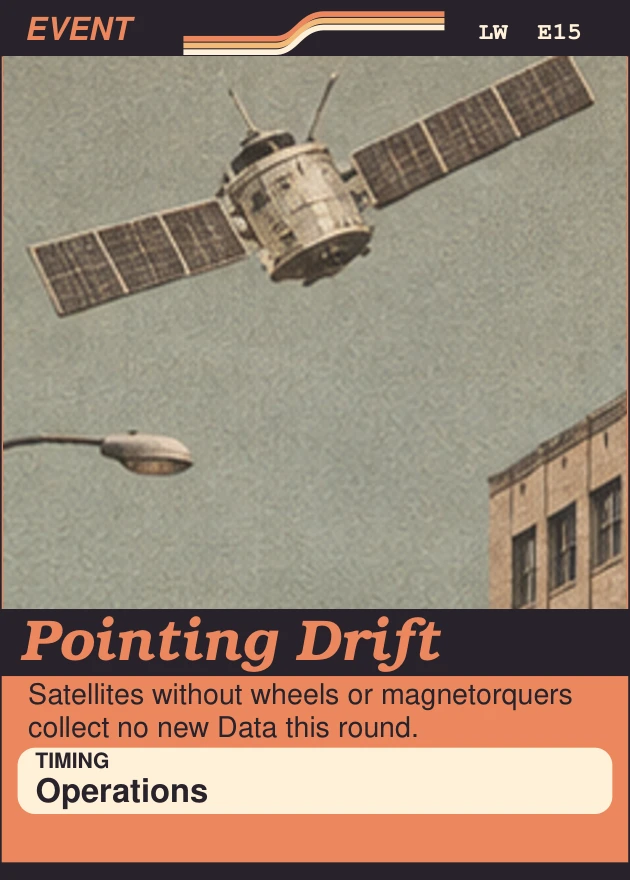 EVENT
LW E15
Pointing Drift
Satellites without wheels or magnetorquers
collect no new Data this round.
TIMING
Operations